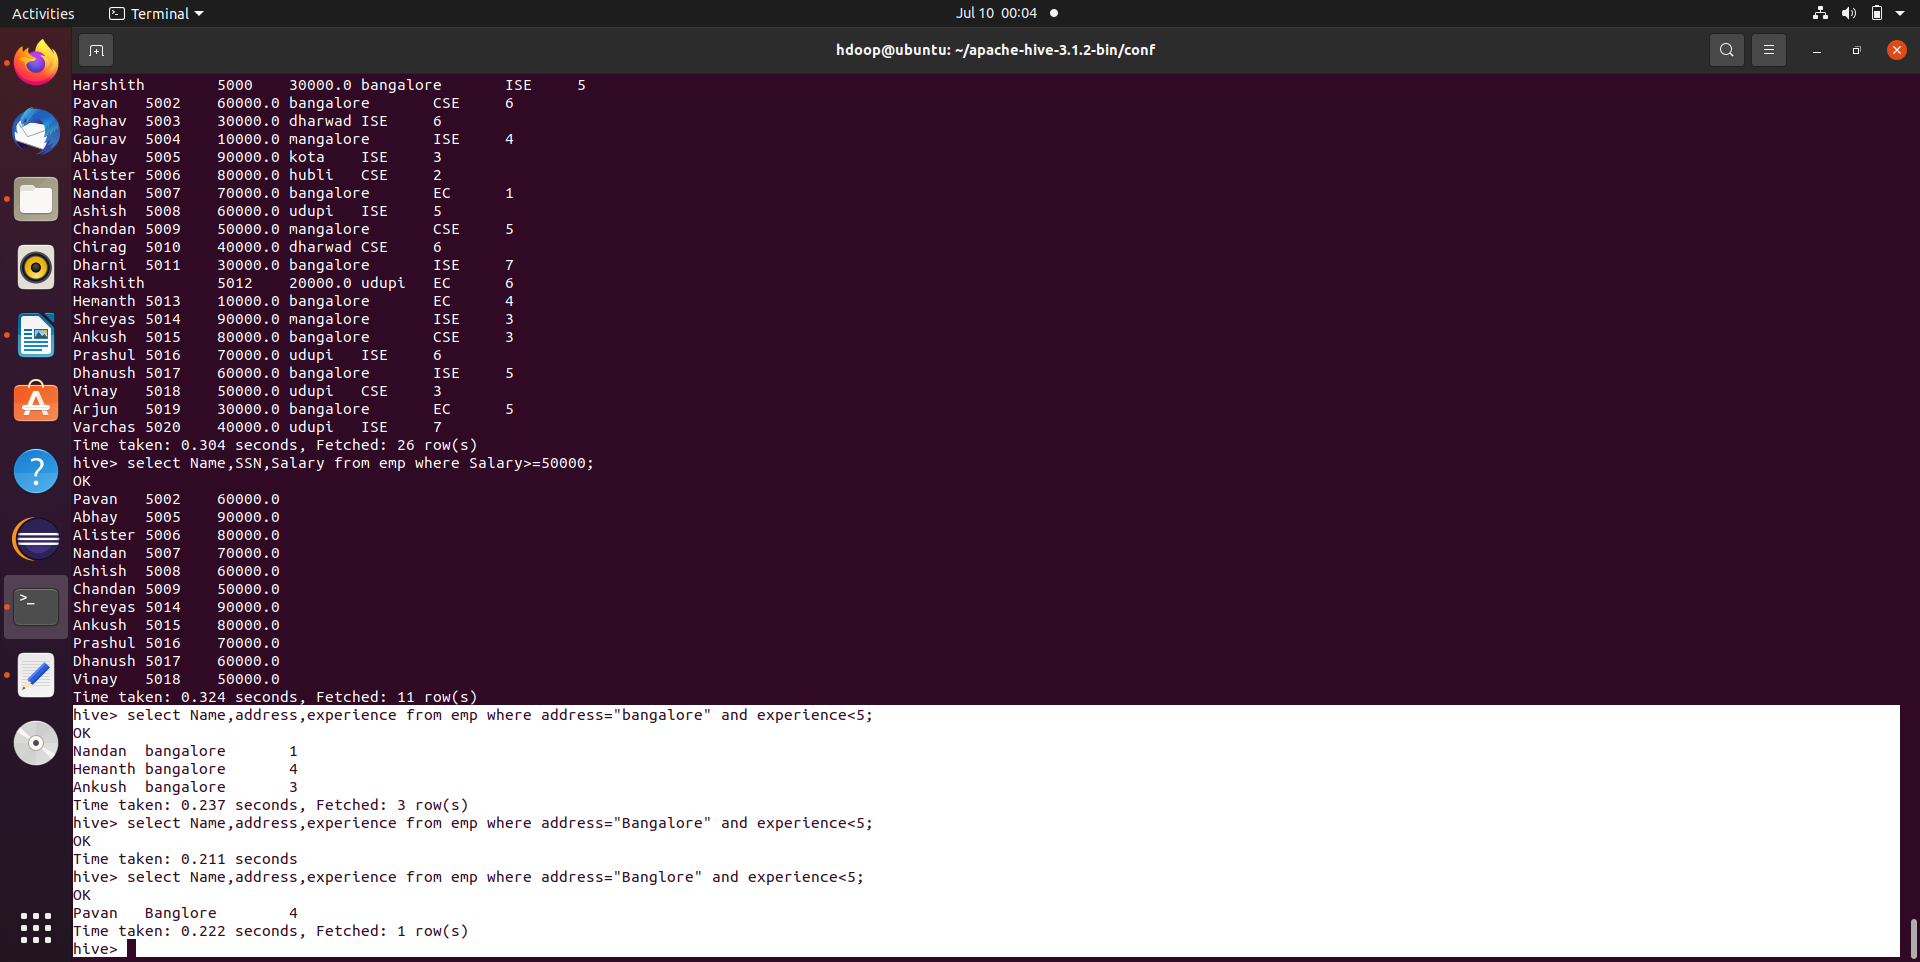 Activities Terminal Jul 10 00:04
hdoop@ubuntu: ~/apache-hive-3.1.2-bin/conf
Harshith 5000 30000.0 bangalore ISE 5
Pavan 5002 60000.0 bangalore CSE 6
Raghav 5003 30000.0 dharwad ISE 6
Gaurav 5004 10000.0 mangalore ISE 4
Abhay 5005 90000.0 kota ISE 3
Alister 5006 80000.0 hubli CSE 2
Nandan 5007 70000.0 bangalore EC 1
Ashish 5008 60000.0 udupi ISE 5
Chandan 5009 50000.0 mangalore CSE 5
Chirag 5010 40000.0 dharwad CSE 6
Dharni 5011 30000.0 bangalore ISE 7
Rakshith 5012 20000.0 udupi EC 6
Hemanth 5013 10000.0 bangalore EC 4
Shreyas 5014 90000.0 mangalore ISE 3
Ankush 5015 80000.0 bangalore CSE 3
Prashul 5016 70000.0 udupi ISE 6
Dhanush 5017 60000.0 bangalore ISE 5
Vinay 5018 50000.0 udupi CSE 3
Arjun 5019 30000.0 bangalore EC 5
Varchas 5020 40000.0 udupi ISE 7
Time taken: 0.304 seconds, Fetched: 26 row(s)
hive> select Name,SSN,Salary from emp where Salary>=50000;
OK
Pavan 5002 60000.0
Abhay 5005 90000.0
Alister 5006 80000.0
Nandan 5007 70000.0
Ashish 5008 60000.0
Chandan 5009 50000.0
Shreyas 5014 90000.0
Ankush 5015 80000.0
Prashul 5016 70000.0
Dhanush 5017 60000.0
Vinay 5018 50000.0
Time taken: 0.324 seconds, Fetched: 11 row(s)
hive> select Name,address,experience from emp where address="bangalore" and experience<5;
OK
Nandan bangalore 1
Hemanth bangalore 4
Ankush bangalore 3
Time taken: 0.237 seconds, Fetched: 3 row(s)
hive> select Name,address,experience from emp where address="Bangalore" and experience<5;
OK
Time taken: 0.211 seconds
hive> select Name,address,experience from emp where address="Banglore" and experience<5;
OK
Pavan Banglore 4
Time taken: 0.222 seconds, Fetched: 1 row(s)
hive>